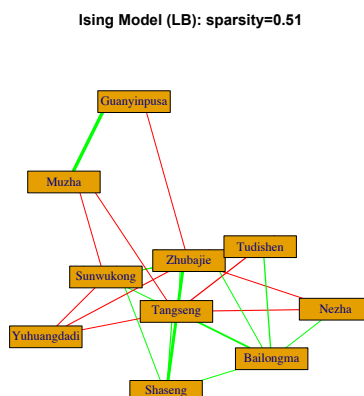 Ising Model (LB): sparsity=0.51
Guanyinpusa
Muzha
Tudishen
Zhubajie
Sunwukong
Tangseng
Nezha
Yuhuangdadi
Bailongma
Shaseng